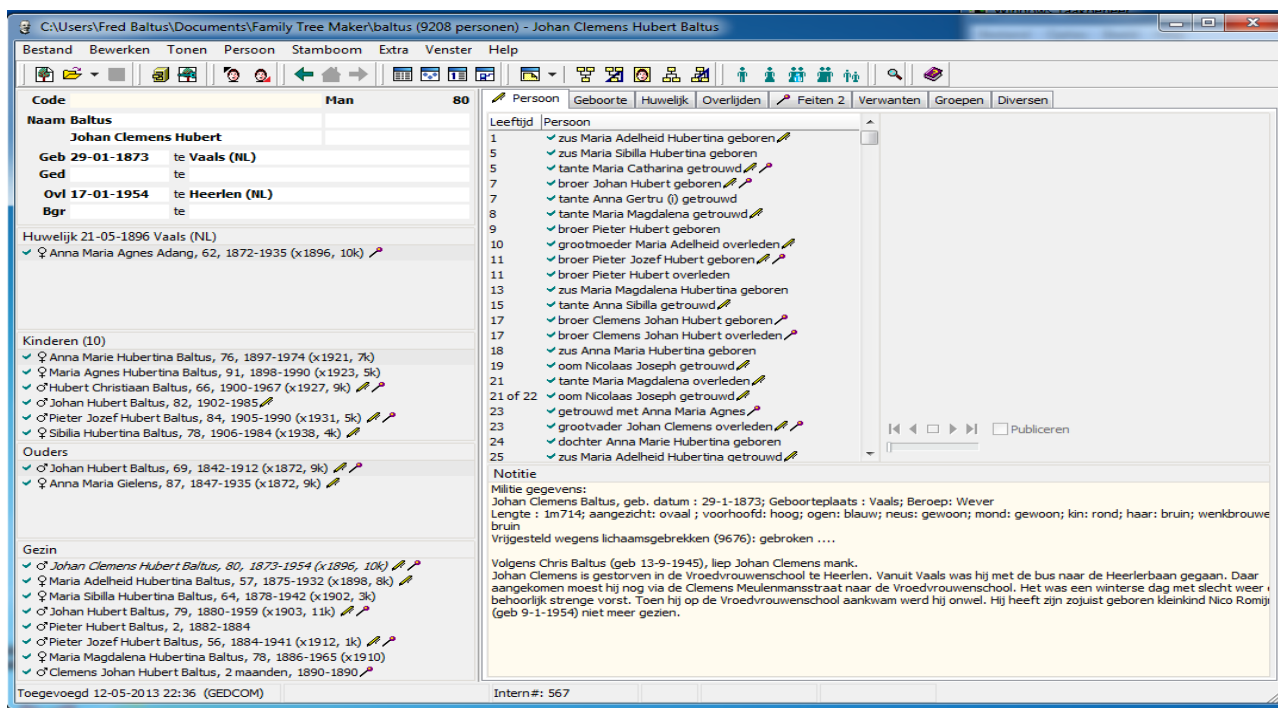 C:\Users\Fred Baltus\Documents\Family Tree Maker\baltus (9208 personen) - Johan Clemens Hubert Baltus
Bestand Bewerken Tonen Persoon Stamboom Extra Venster Help
Code Man 80
Naam Baltus
Johan Clemens Hubert
Geb 29-01-1873 te Vaals (NL)
Ged te
Ovl 17-01-1954 te Heerlen (NL)
Bgr te
Huwelijk 21-05-1896 Vaals (NL)
Anna Maria Agnes Adang, 62, 1872-1935 (x1896, 10k)
Kinderen (10)
Anna Marie Hubertina Baltus, 76, 1897-1974 (x1921, 7k)
Maria Agnes Hubertina Baltus, 91, 1898-1990 (x1923, 5k)
Hubert Christiaan Baltus, 66, 1900-1967 (x1927, 9k)
Johan Hubert Baltus, 82, 1902-1985
Pieter Jozef Hubert Baltus, 84, 1905-1990 (x1931, 5k)
Sibilia Hubertina Baltus, 78, 1906-1984 (x1938, 4k)
Ouders
Johan Hubert Baltus, 69, 1842-1912 (x1872, 9k)
Anna Maria Gielens, 87, 1847-1935 (x1872, 9k)
Gezin
Johan Clemens Hubert Baltus, 80, 1873-1954 (x1896, 10k)
Maria Adelheid Hubertina Baltus, 57, 1875-1932 (x1898, 8k)
Maria Sibilla Hubertina Baltus, 64, 1878-1942 (x1902, 3k)
Johan Hubert Baltus, 79, 1880-1959 (x1903, 11k)
Pieter Hubert Baltus, 2, 1882-1884
Pieter Jozef Hubert Baltus, 56, 1884-1941 (x1912, 1k)
Maria Magdalena Hubertina Baltus, 78, 1886-1965 (x1910)
Clemens Johan Hubert Baltus, 2 maanden, 1890-1890
Persoon Geboorte Huwelijk Overlijden Feiten 2 Verwanten Groepen Diversen
Leeftijd Persoon
1 zus Maria Adelheid Hubertina geboren
5 zus Maria Sibilla Hubertina geboren
5 tante Maria Catharina getrouwd
7 broer Johan Hubert geboren
7 tante Anna Gertru (i) getrouwd
8 tante Maria Magdalena getrouwd
9 broer Pieter Hubert geboren
10 grootmoeder Maria Adelheid overleden
11 broer Pieter Jozef Hubert geboren
11 broer Pieter Hubert overleden
13 zus Maria Magdalena Hubertina geboren
15 tante Anna Sibilla getrouwd
17 broer Clemens Johan Hubert geboren
17 broer Clemens Johan Hubert overleden
18 zus Anna Maria Hubertina geboren
19 oom Nicolaas Joseph getrouwd
21 tante Maria Magdalena overleden
21 of 22 oom Nicolaas Joseph getrouwd
23 getrouwd met Anna Maria Agnes
23 grootvader Johan Clemens overleden
24 dochter Anna Marie Hubertina geboren
25 zus Maria Adelheid Hubertina getrouwd
Publiceren
Notitie
Militie gegevens:
Johan Clemens Baltus, geb. datum : 29-1-1873; Geboorteplaats : Vaals; Beroep: Wever
Lengte : 1m714; aangezicht: ovaal ; voorhoofd: hoog; ogen: blauw; neus: gewoon; mond: gewoon; kin: rond; haar: bruin; wenkbrouwe
bruin
Vrijgesteld wegens lichaamsgebrekken (9676): gebroken ....
Volgens Chris Baltus (geb 13-9-1945), liep Johan Clemens mank.
Johan Clemens is gestorven in de Vroedvrouwenschool te Heerlen. Vanuit Vaals was hij met de bus naar de Heerlerbaan gegaan. Daar
aangekomen moest hij nog via de Clemens Meulenmansstraat naar de Vroedvrouwenschool. Het was een winterse dag met slecht weer
behoorlijk strenge vorst. Toen hij op de Vroedvrouwenschool aankwam werd hij onwel. Hij heeft zijn zojuist geboren kleinkind Nico Romijn
(geb 9-1-1954) niet meer gezien.
Toegevoegd 12-05-2013 22:36 (GEDCOM) Intern#: 567